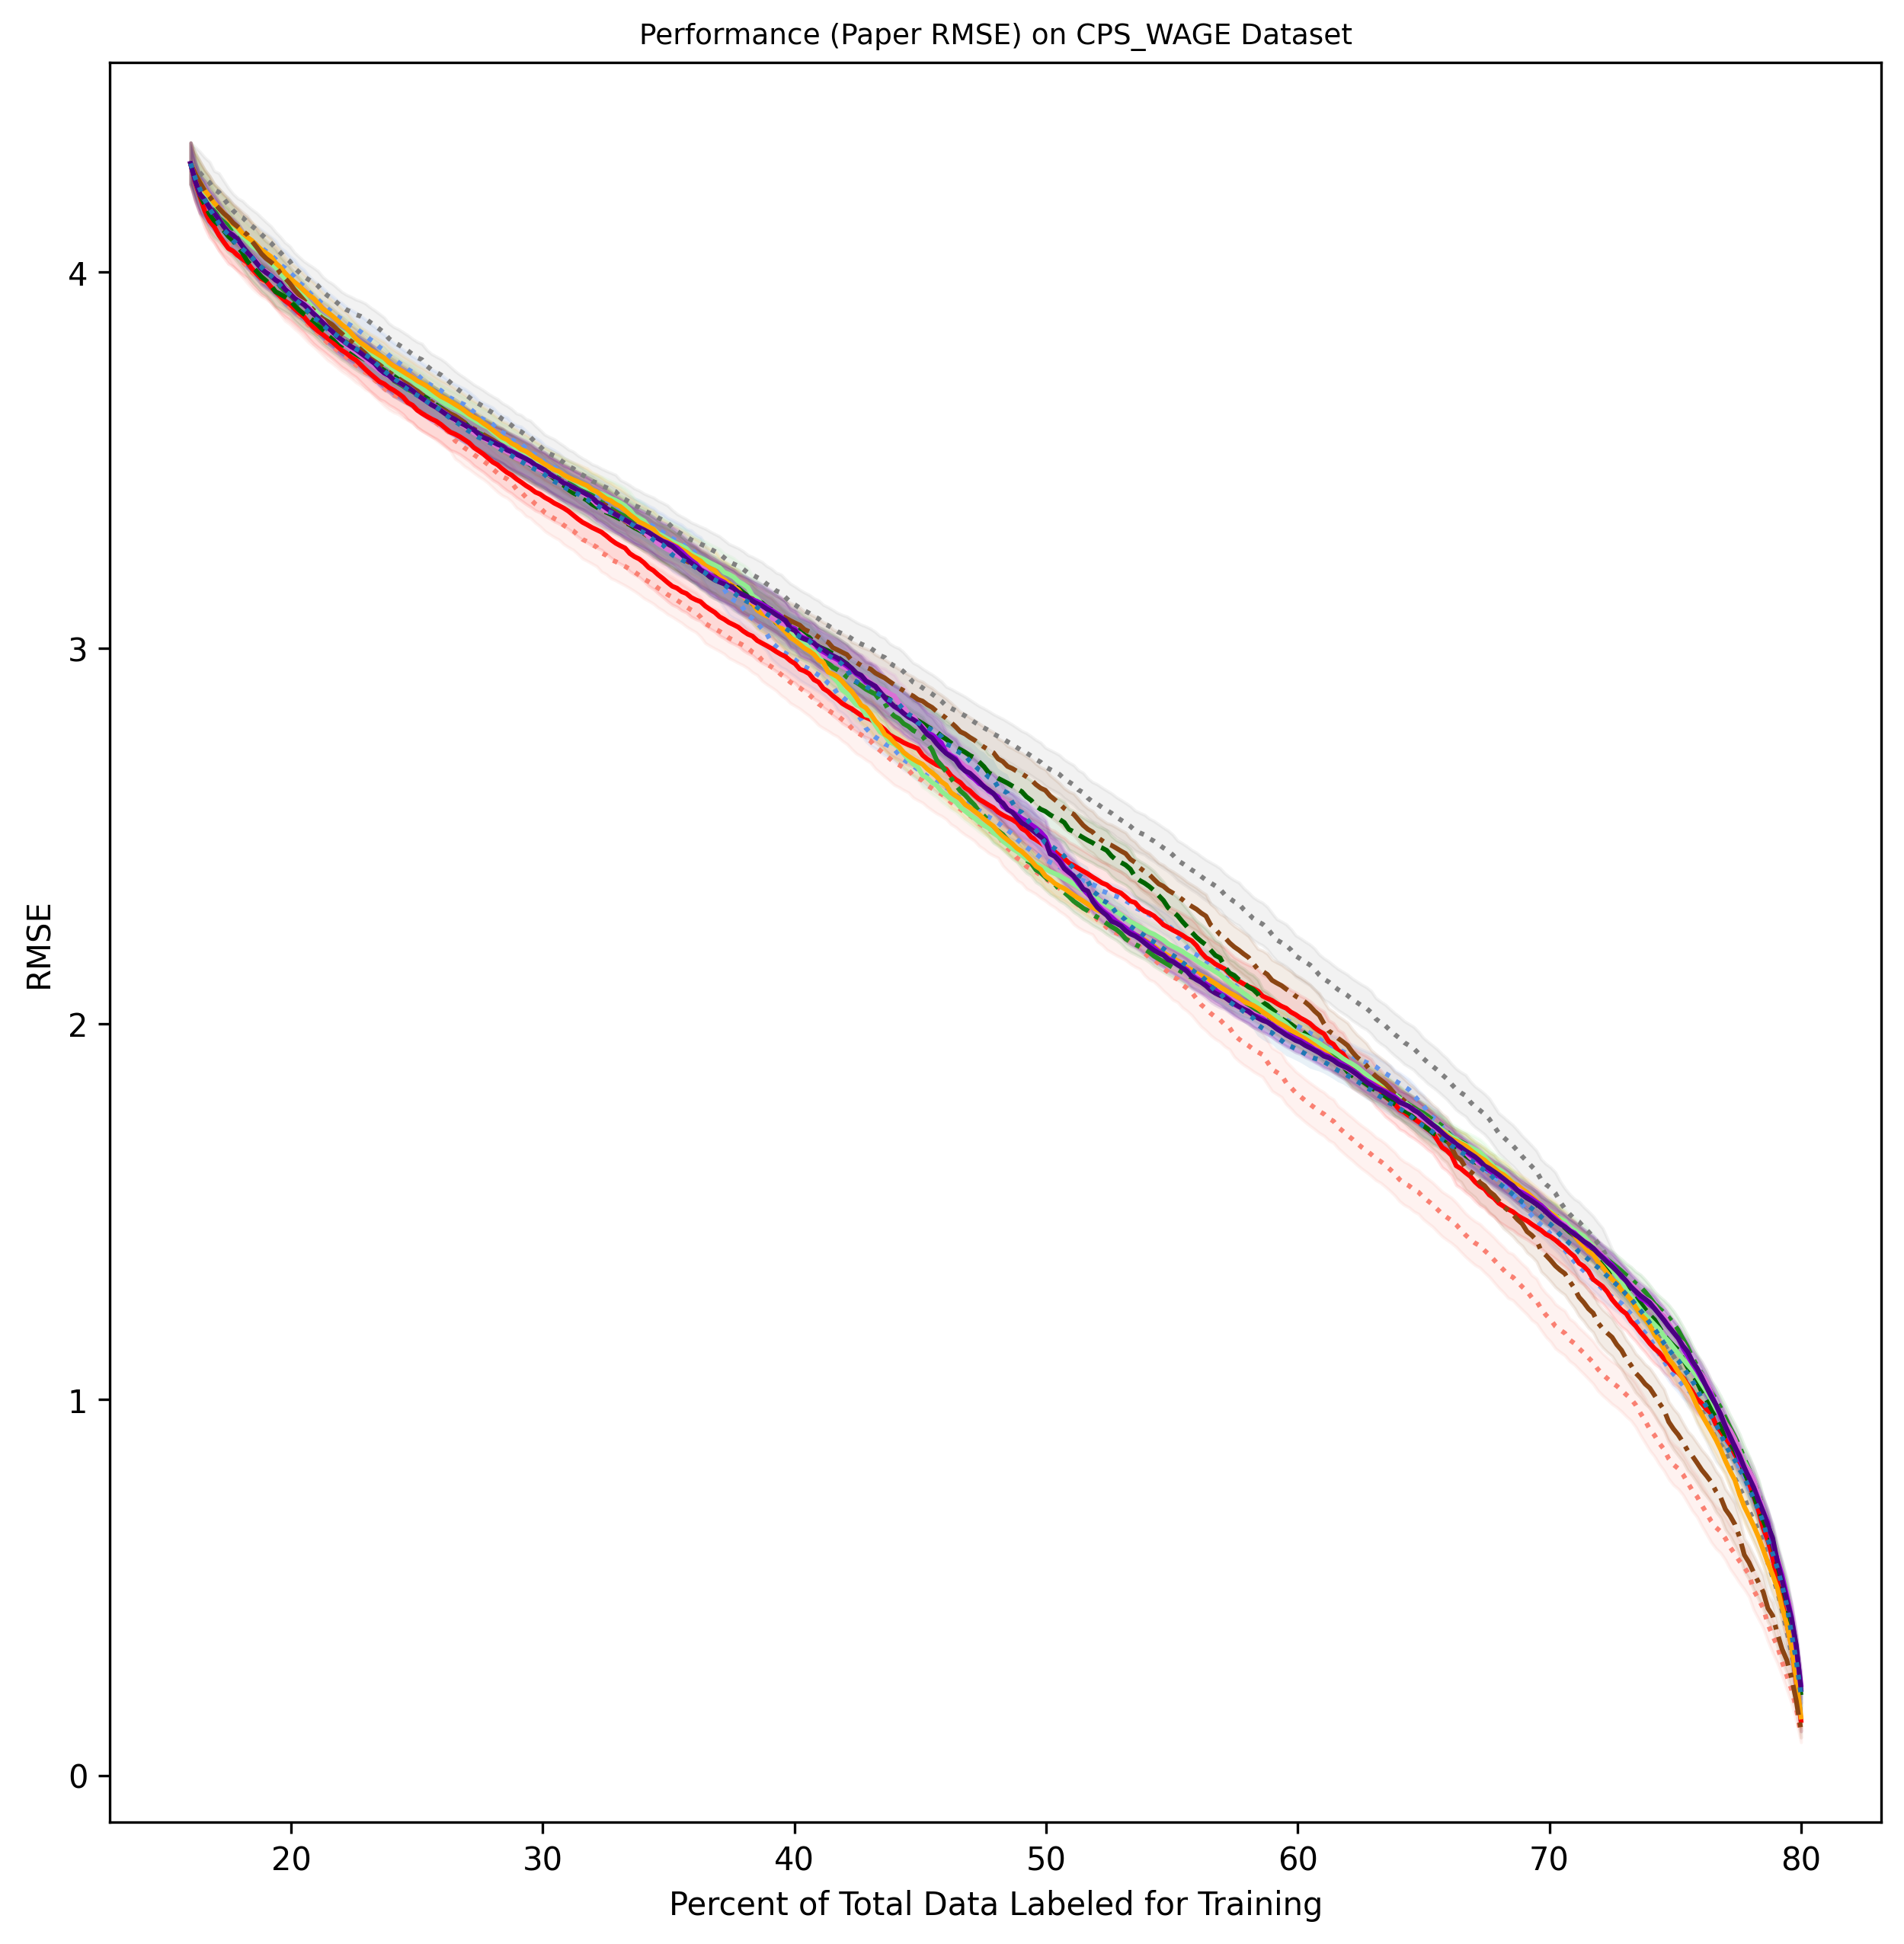 Performance (Paper RMSE) on CPS_WAGE Dataset
RMSE
4
3
2
1
0
20 30 40 50 60 70 80
Percent of Total Data Labeled for Training